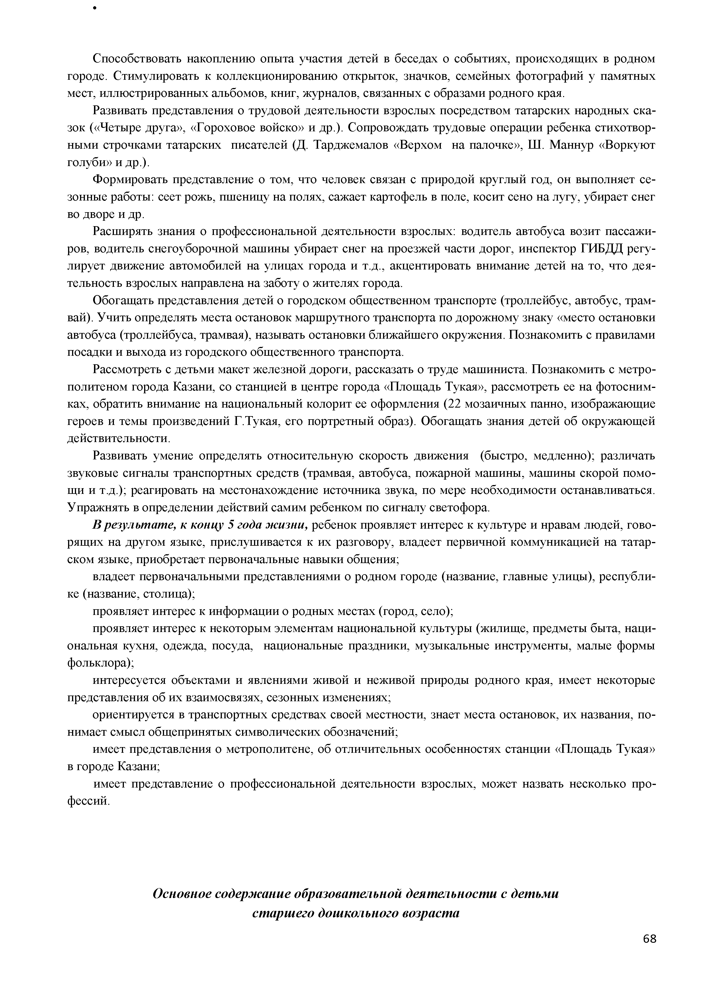 •
Способствовать накоплению опыта участия детей в беседах о событиях, происходящих в родном
городе. Стимулировать к коллекционированию открыток, значков, семейных фотографий у памятных
мест, иллюстрированных альбомов, книг, журналов, связанных с образами родного края.
Развивать представления о трудовой деятельности взрослых посредством татарских народных ска-
зок («Четыре друга», «Гороховое войско» и др.). Сопровождать трудовые операции ребенка стихотвор-
ными строчками татарских писателей (Д. Тарджемалов «Верхом на палочке», Ш. Маннур «Воркуют
голуби» и др.).
Формировать представление о том, что человек связан с природой круглый год, он выполняет се-
зонные работы: сеет рожь, пшеницу на полях, сажает картофель в поле, косит сено на лугу, убирает снег
во дворе и др.
Расширять знания о профессиональной деятельности взрослых: водитель автобуса возит пассажи-
ров, водитель снегоуборочной машины убирает снег на проезжей части дорог, инспектор ГИБДД регу-
лирует движение автомобилей на улицах города и т.д., акцентировать внимание детей на то, что дея-
тельность взрослых направлена на заботу о жителях города.
Обогащать представления детей о городском общественном транспорте (троллейбус, автобус, трам-
вай). Учить определять места остановок маршрутного транспорта по дорожному знаку «место остановки
автобуса (троллейбуса, трамвая), называть остановки ближайшего окружения. Познакомить с правилами
посадки и выхода из городского общественного транспорта.
Рассмотреть с детьми макет железной дороги, рассказать о труде машиниста. Познакомить с метро-
политеном города Казани, со станцией в центре города «Площадь Тукая», рассмотреть ее на фотосним-
ках, обратить внимание на национальный колорит ее оформления (22 мозаичных панно, изображающие
героев и темы произведений Г.Тукая, его портретный образ). Обогащать знания детей об окружающей
действительности.
Развивать умение определять относительную скорость движения (быстро, медленно); различать
звуковые сигналы транспортных средств (трамвая, автобуса, пожарной машины, машины скорой помо-
щи и т.д.); реагировать на местонахождение источника звука, по мере необходимости останавливаться.
Упражнять в определении действий самим ребенком по сигналу светофора.
В результате, к концу 5 года жизни, ребенок проявляет интерес к культуре и нравам людей, гово-
рящих на другом языке, прислушивается к их разговору, владеет первичной коммуникацией на татар-
ском языке, приобретает первоначальные навыки общения;
владеет первоначальными представлениями о родном городе (название, главные улицы), республи-
ке (название, столица);
проявляет интерес к информации о родных местах (город, село);
проявляет интерес к некоторым элементам национальной культуры (жилище, предметы быта, наци-
ональная кухня, одежда, посуда, национальные праздники, музыкальные инструменты, малые формы
фольклора);
интересуется объектами и явлениями живой и неживой природы родного края, имеет некоторые
представления об их взаимосвязях, сезонных изменениях;
ориентируется в транспортных средствах своей местности, знает места остановок, их названия, по-
нимает смысл общепринятых символических обозначений;
имеет представления о метрополитене, об отличительных особенностях станции «Площадь Тукая»
в городе Казани;
имеет представление о профессиональной деятельности взрослых, может назвать несколько про-
фессий.
Основное содержание образовательной деятельности с детьми
старшего дошкольного возраста
68